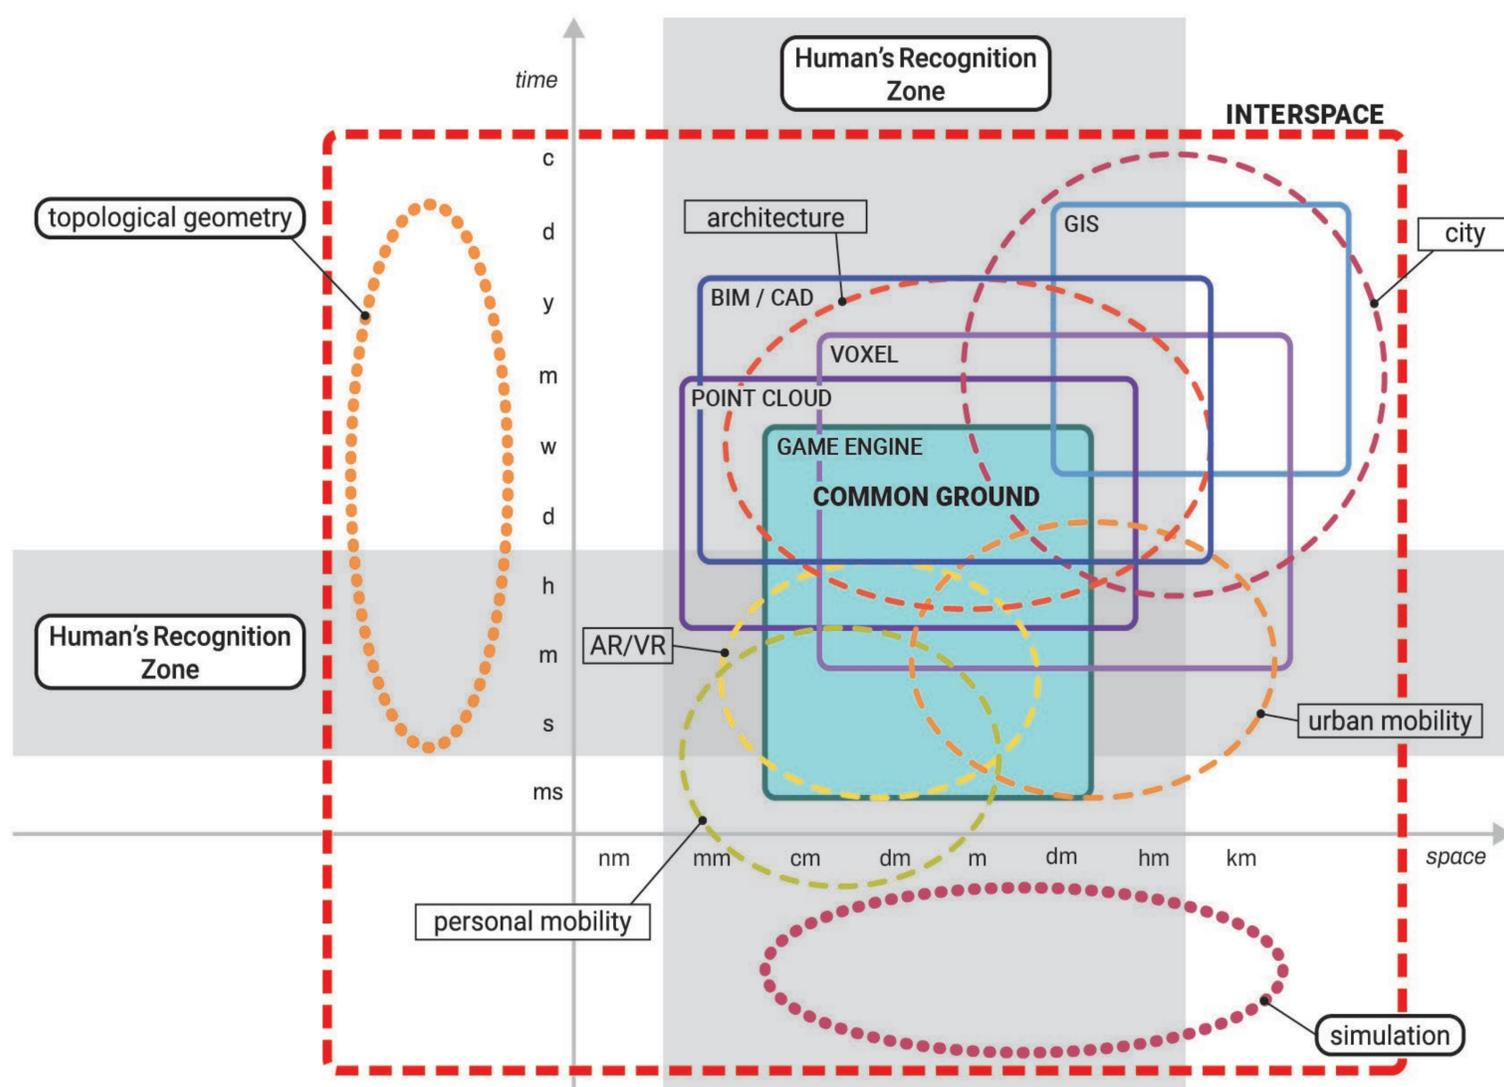 Human's Recognition
Zone
time
INTERSPACE
c
topological geometry
architecture
d
GIS
city
y
BIM / CAD
VOXEL
m
POINT CLOUD
w
GAME ENGINE
COMMON GROUND
d
h
Human's Recognition
Zone
AR/VR
m
s
urban mobility
ms
nm
mm
cm
dm
m
dm
hm
km
space
personal mobility
simulation